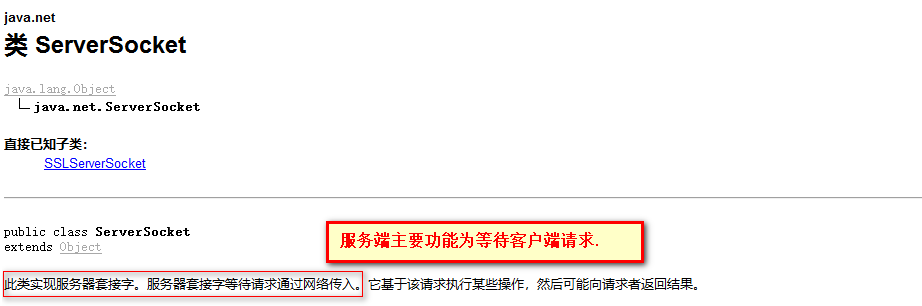 java.net
类 ServerSocket
java.lang.Object
java.net.ServerSocket
直接已知子类：
SSLServerSocket
public class ServerSocket
extends Object
服务端主要功能为等待客户端请求.
此类实现服务器套接字。服务器套接字等待请求通过网络传入。它基于该请求执行某些操作，然后可能向请求者返回结果。